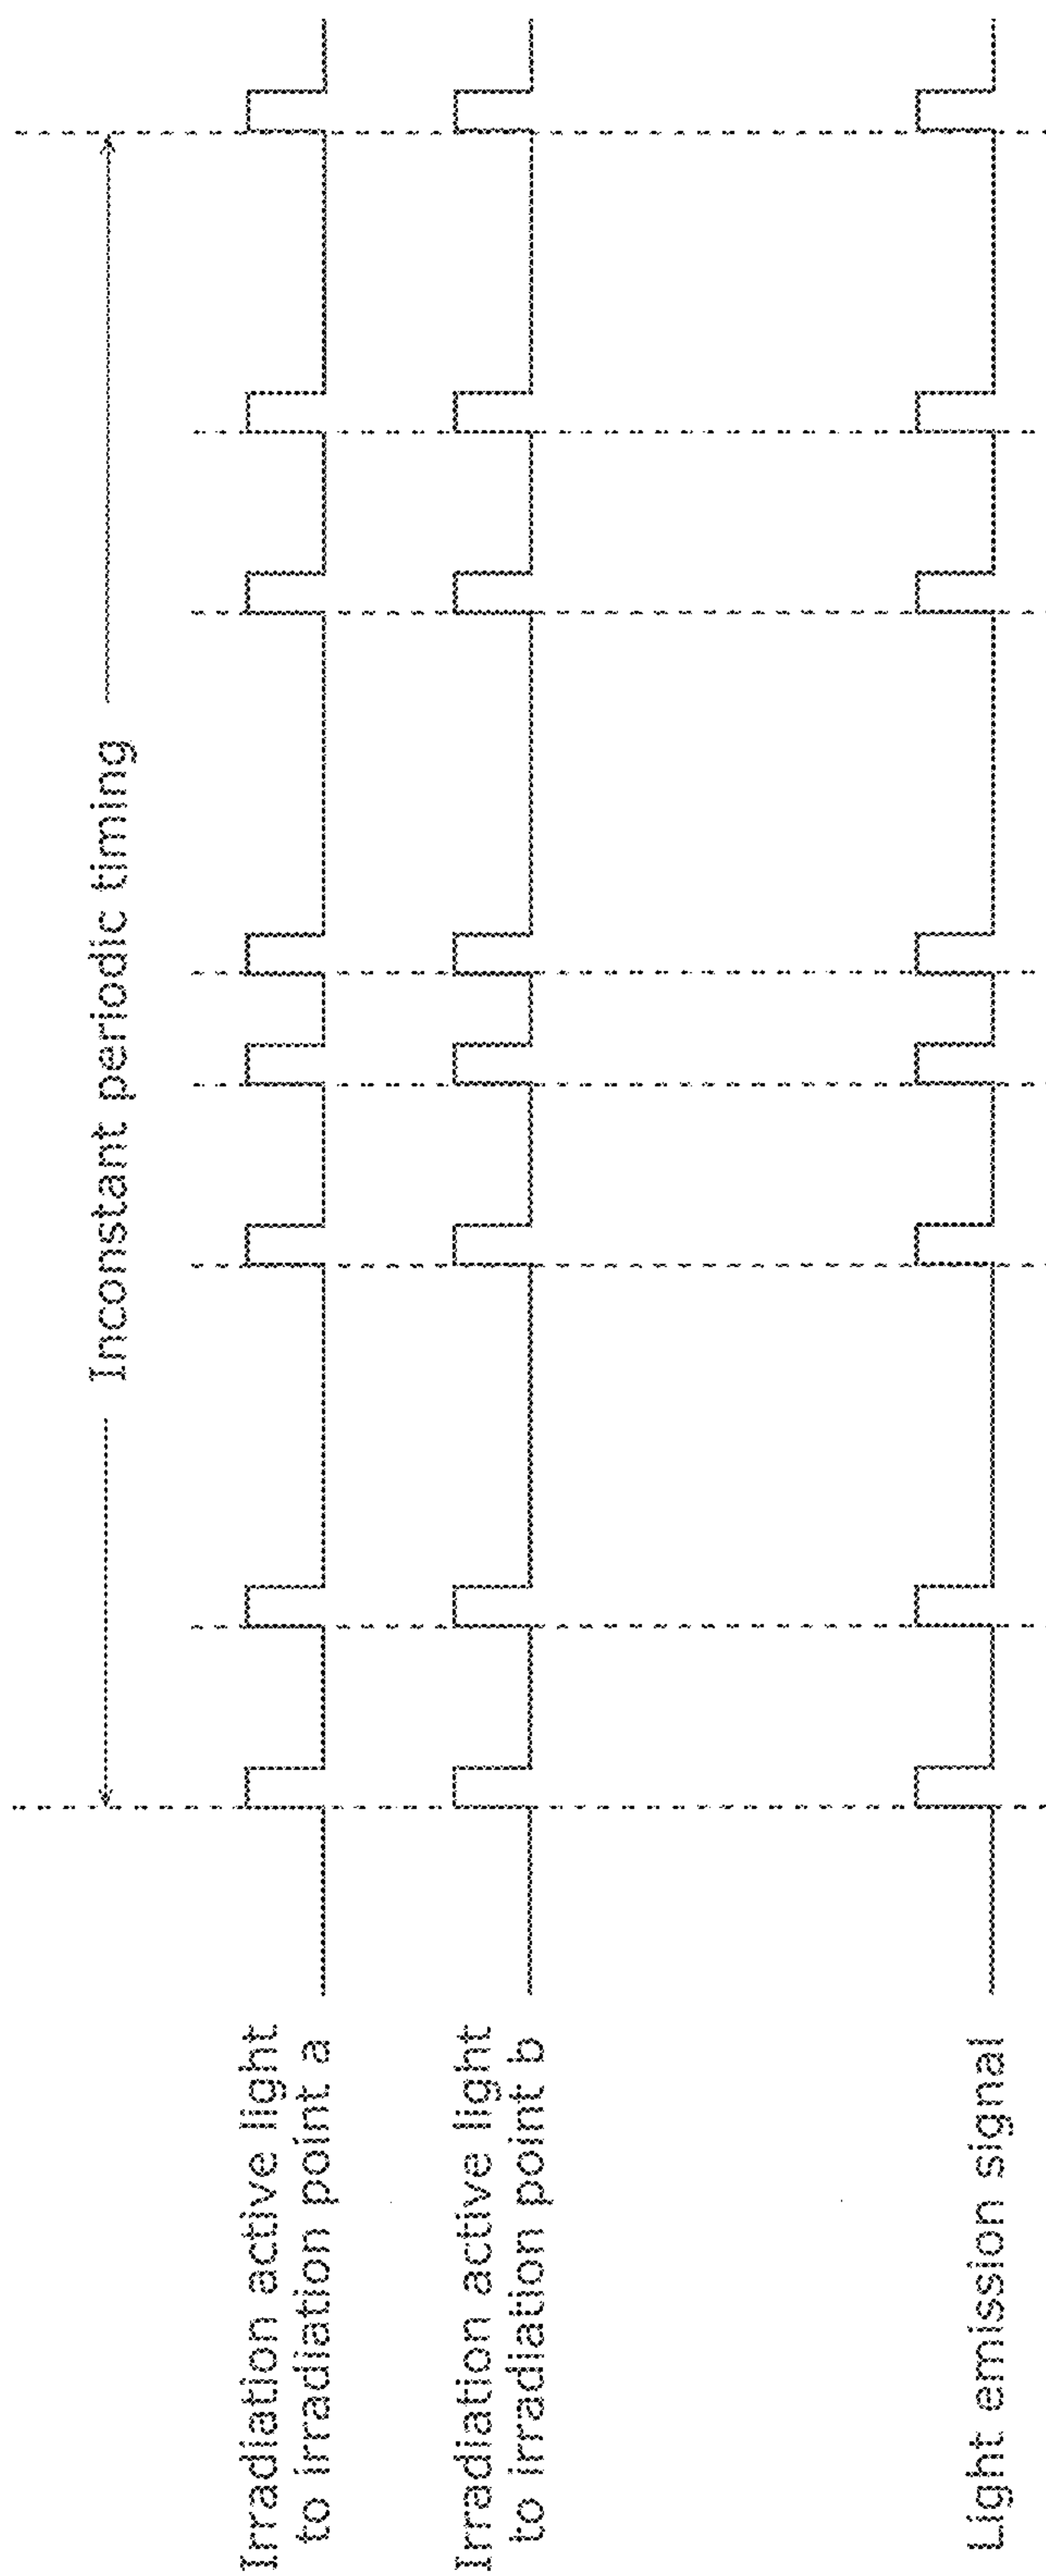 Inconstant periodic timing
Irradiation active light
to irradiation point a
Irradiation active light
to irradiation point b
Light emission signal